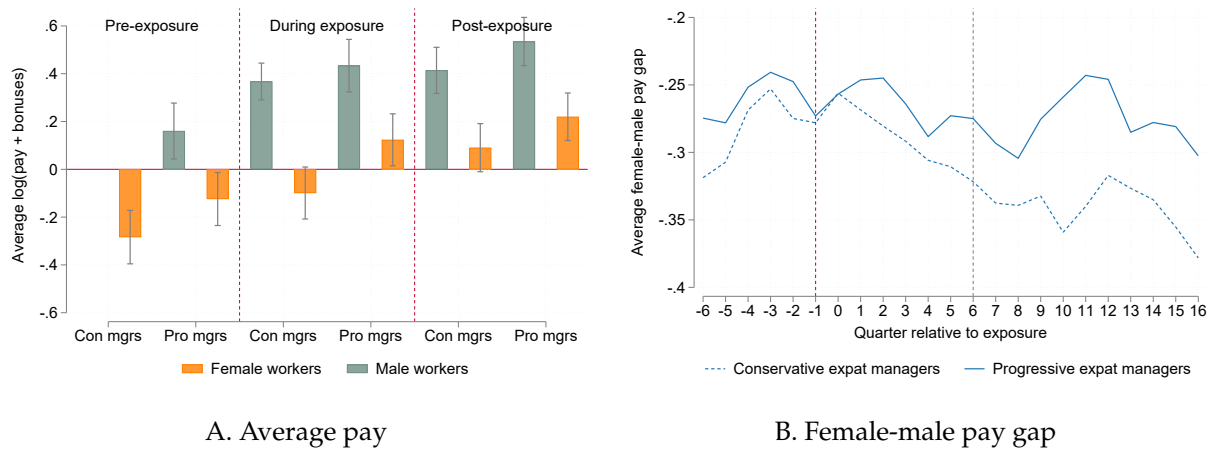 Pre-exposure During exposure Post-exposure
Average log(pay + bonuses)
.6
.4
.2
0
-.2
-.4
-.6
Con mgrs Pro mgrs Con mgrs Pro mgrs Con mgrs Pro mgrs
Female workers Male workers
A. Average pay
Average female-male pay gap
-.2
-.25
-.3
-.35
-.4
-6 -5 -4 -3 -2 -1 0 1 2 3 4 5 6 7 8 9 10 11 12 13 14 15 16
Quarter relative to exposure
Conservative expat managers Progressive expat managers
B. Female-male pay gap